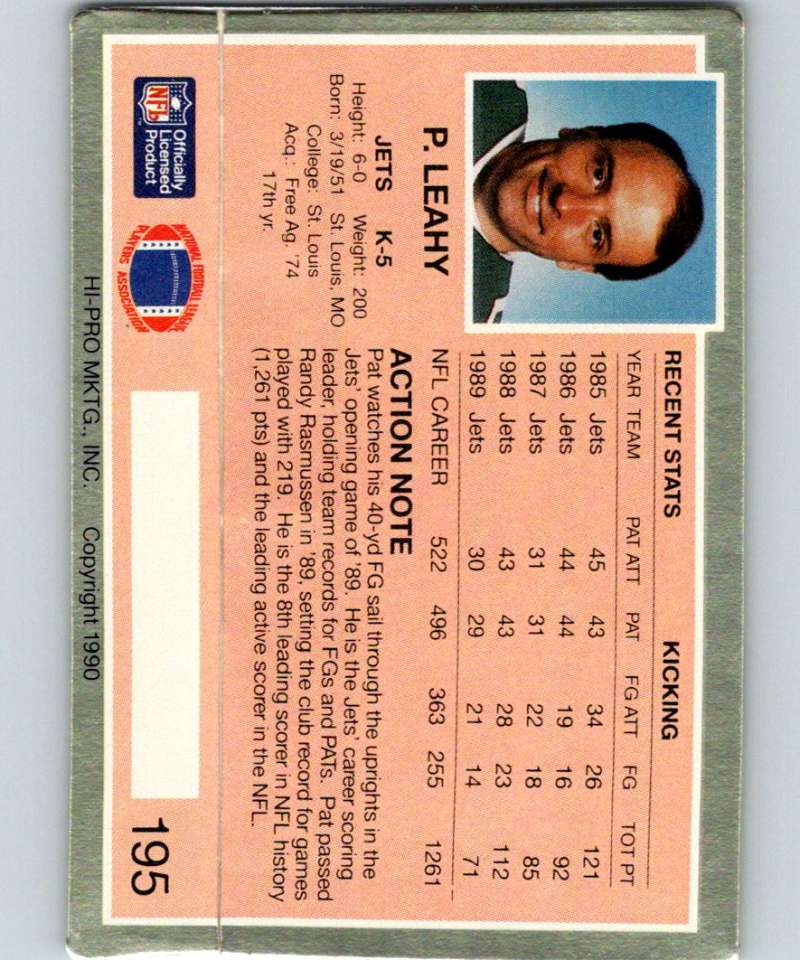 P. LEAHY
JETS K-5
Height: 6-0 Weight: 200
Born: 3/19/51 St. Louis, MO
College: St. Louis
Acq.: Free Ag. '74
17th yr.
NFL
Officially
Licensed
Product
NATIONAL FOOTBALL LEAGUE
PLAYERS ASSOCIATION
RECENT STATS KICKING
YEAR TEAM PAT ATT PAT FG ATT FG TOT PT
1985 Jets 45 43 34 26 121
1986 Jets 44 44 19 16 92
1987 Jets 31 31 22 18 85
1988 Jets 43 43 28 23 112
1989 Jets 30 29 21 14 71
NFL CAREER 522 496 363 255 1261
ACTION NOTE
Pat watches his 40-yd FG sail through the uprights in the
Jets' opening game of '89. He is the Jets' career scoring
leader, holding team records for FGs and PATs. Pat passed
Randy Rasmussen in '89, setting the club record for games
played with 219. He is the 8th leading scorer in NFL history
(1,261 pts) and the leading active scorer in the NFL.
195
HI-PRO MKTG., INC. Copyright 1990